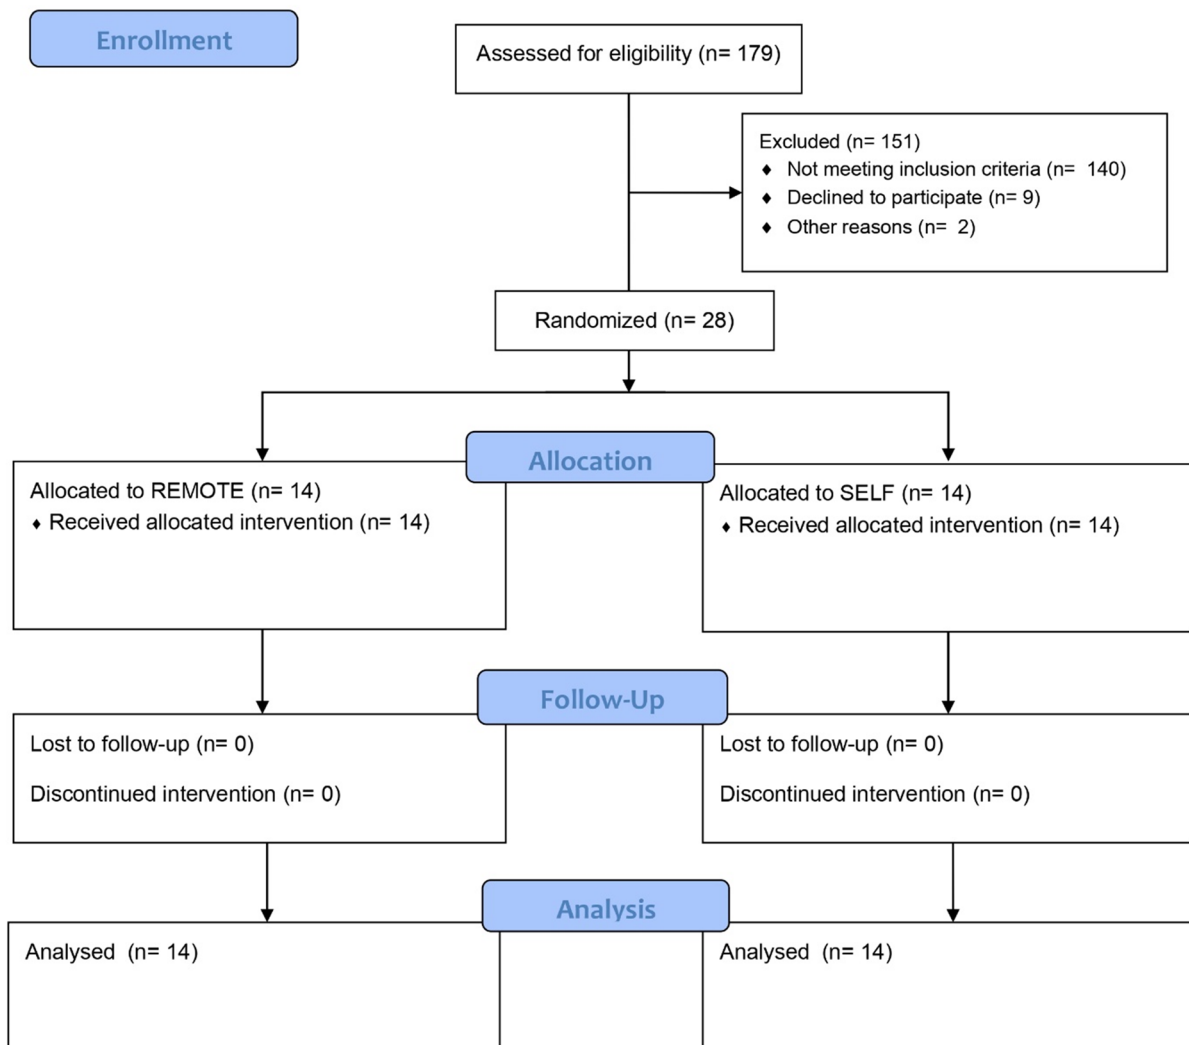 Enrollment
Assessed for eligibility (n= 179)
Excluded (n= 151)
♦ Not meeting inclusion criteria (n=  140)
♦ Declined to participate (n= 9)
♦ Other reasons (n=  2)
Randomized (n= 28)
Allocation
Allocated to REMOTE (n= 14)
♦ Received allocated intervention (n= 14)
Allocated to SELF (n= 14)
♦ Received allocated intervention (n= 14)
Follow-Up
Lost to follow-up (n= 0)
Discontinued intervention (n= 0)
Lost to follow-up (n= 0)
Discontinued intervention (n= 0)
Analysis
Analysed  (n= 14)
Analysed  (n= 14)